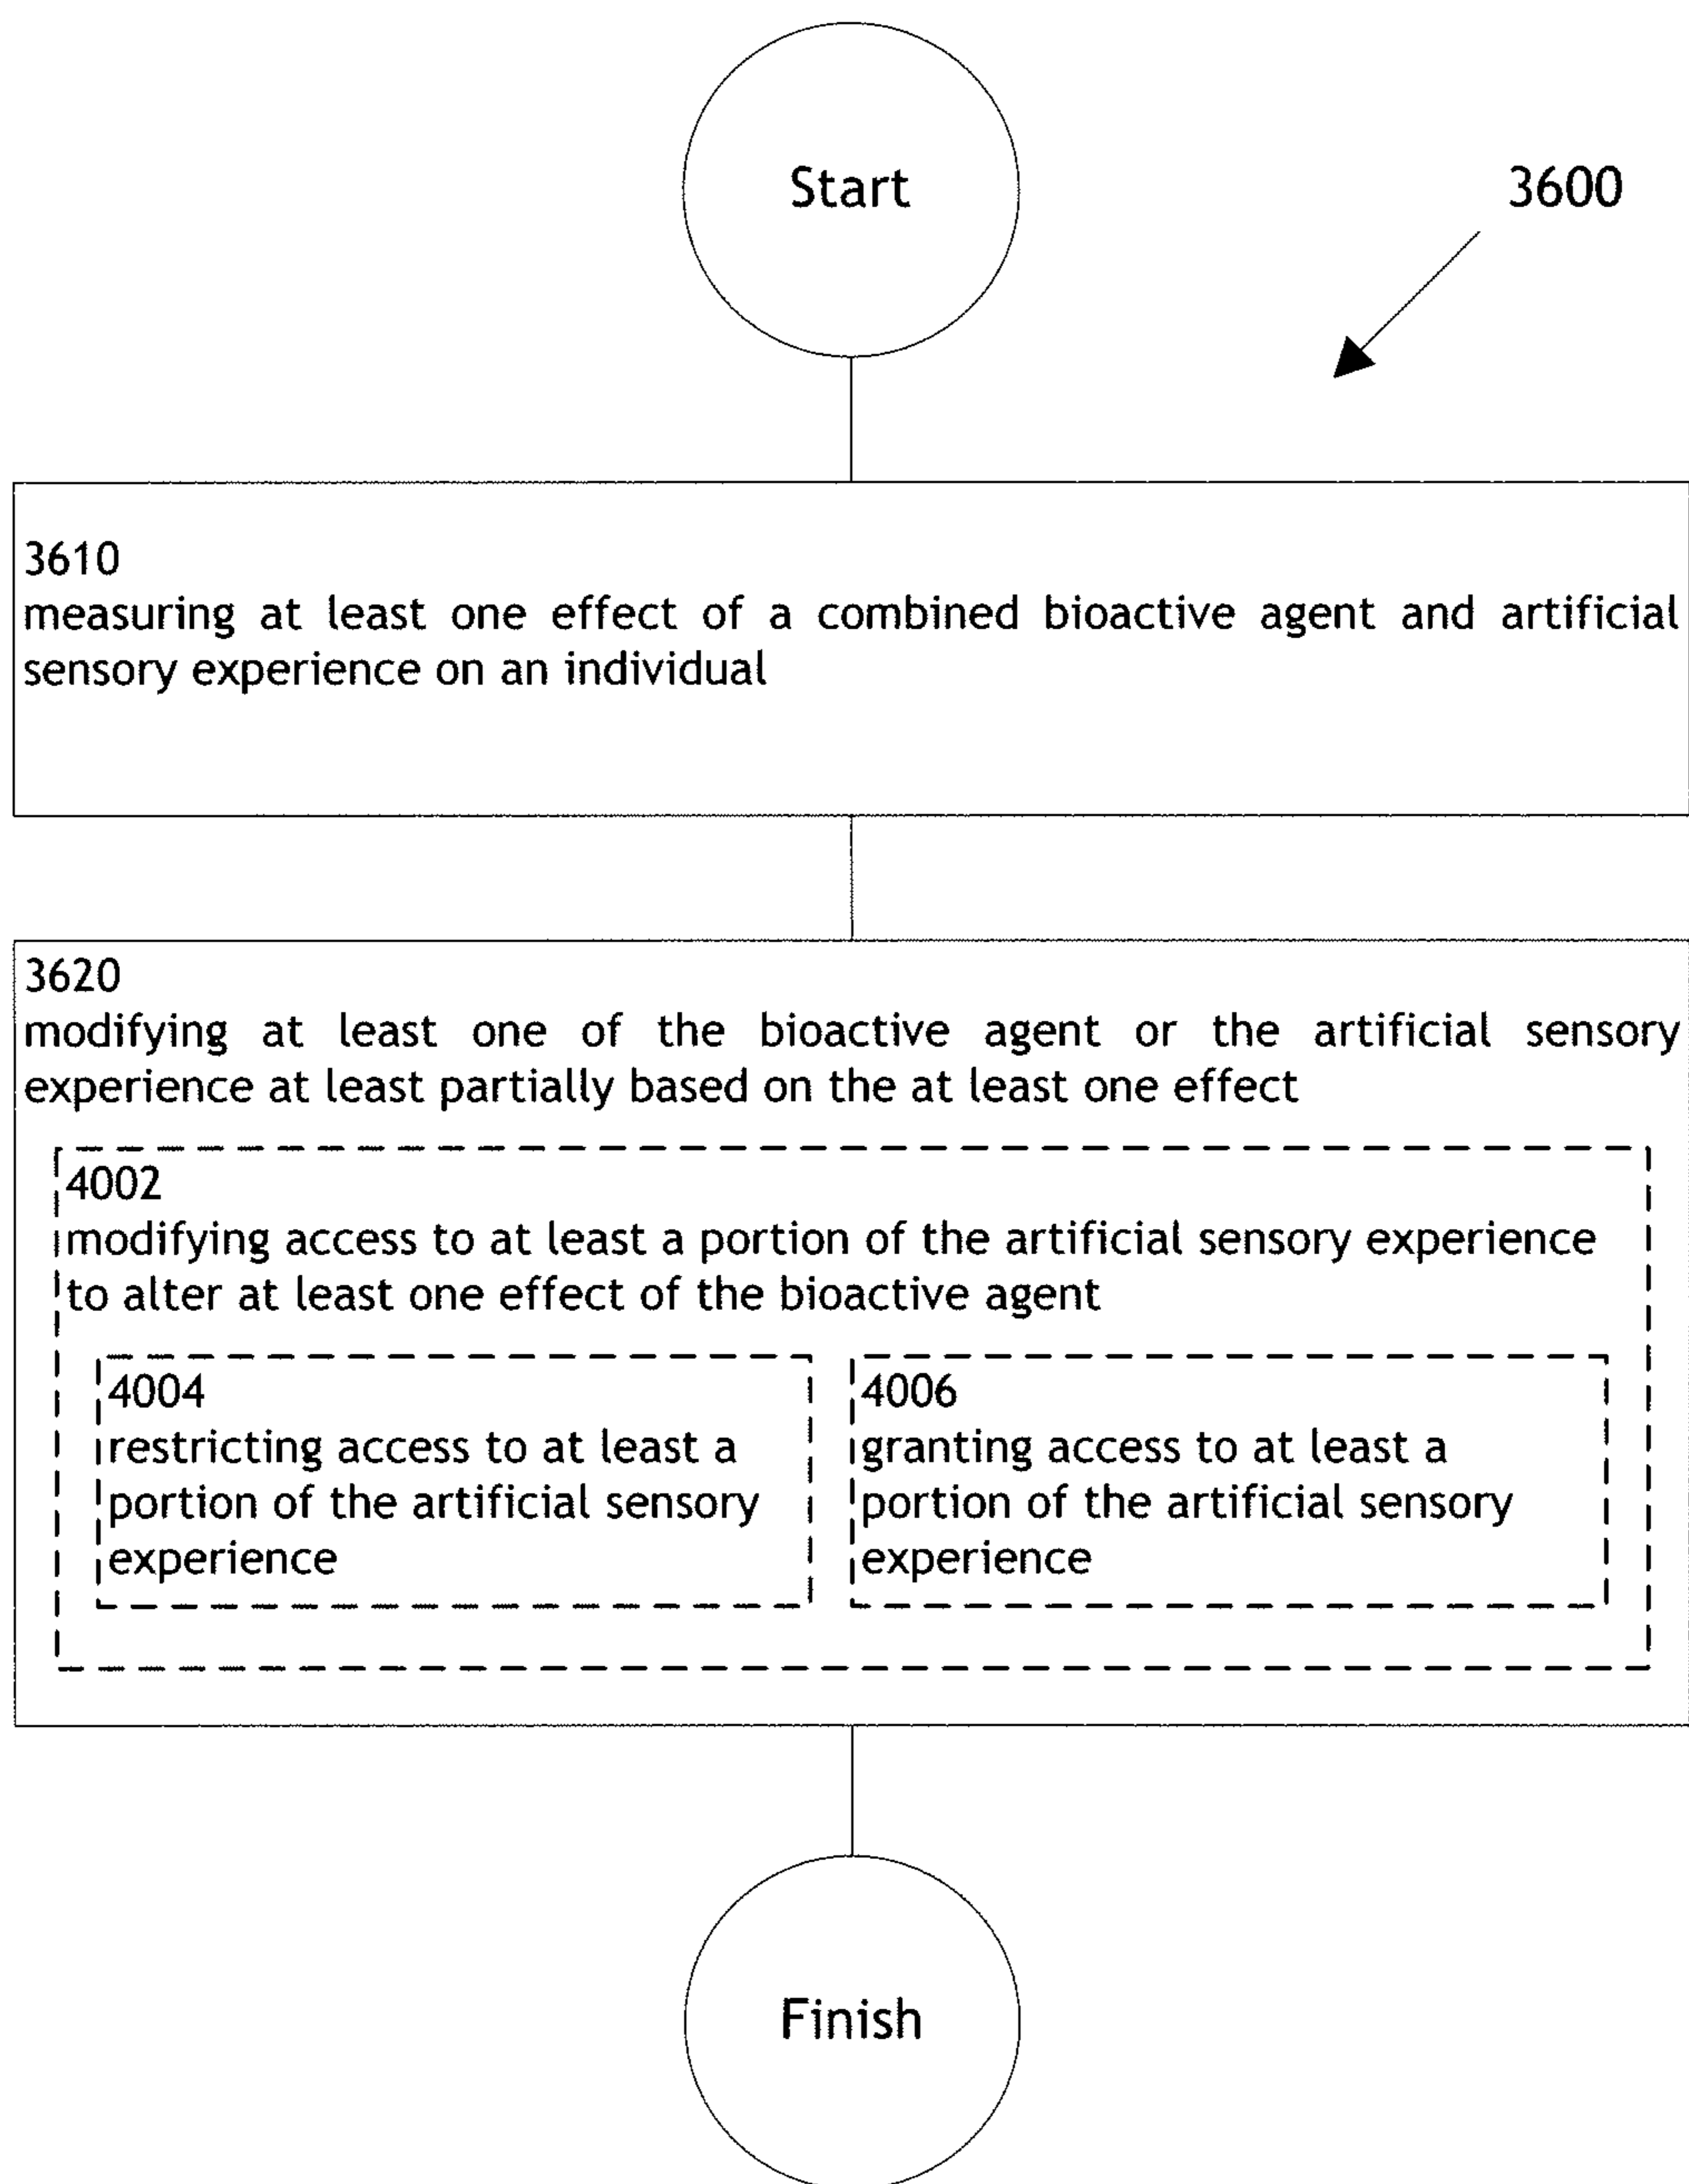 Start
3600
3610
measuring at least one effect of a combined bioactive agent and artificial
sensory experience on an individual
3620
modifying at least one of the bioactive agent or the artificial sensory
experience at least partially based on the at least one effect
4002
modifying access to at least a portion of the artificial sensory experience
to alter at least one effect of the bioactive agent
4004
restricting access to at least a
portion of the artificial sensory
experience
4006
granting access to at least a
portion of the artificial sensory
experience
Finish